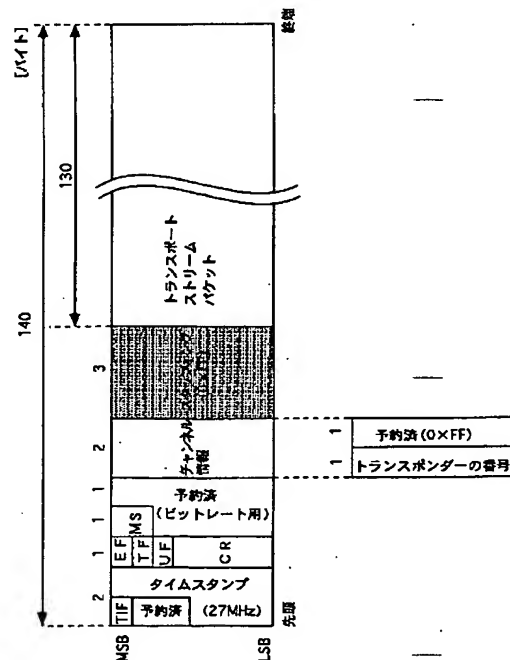 [バイト]
140
130
2
1
1
1
2
3
MSB
LSB
先頭
終端
TIF
予約済
タイムスタンプ
(27MHz)
EF
TF
UF
CR
MS
予約済
(ビットレート用)
チャンネル
情報
トランスポート
ストリーム
パケット
1
予約済(0×FF)
1
トランスポンダーの番号